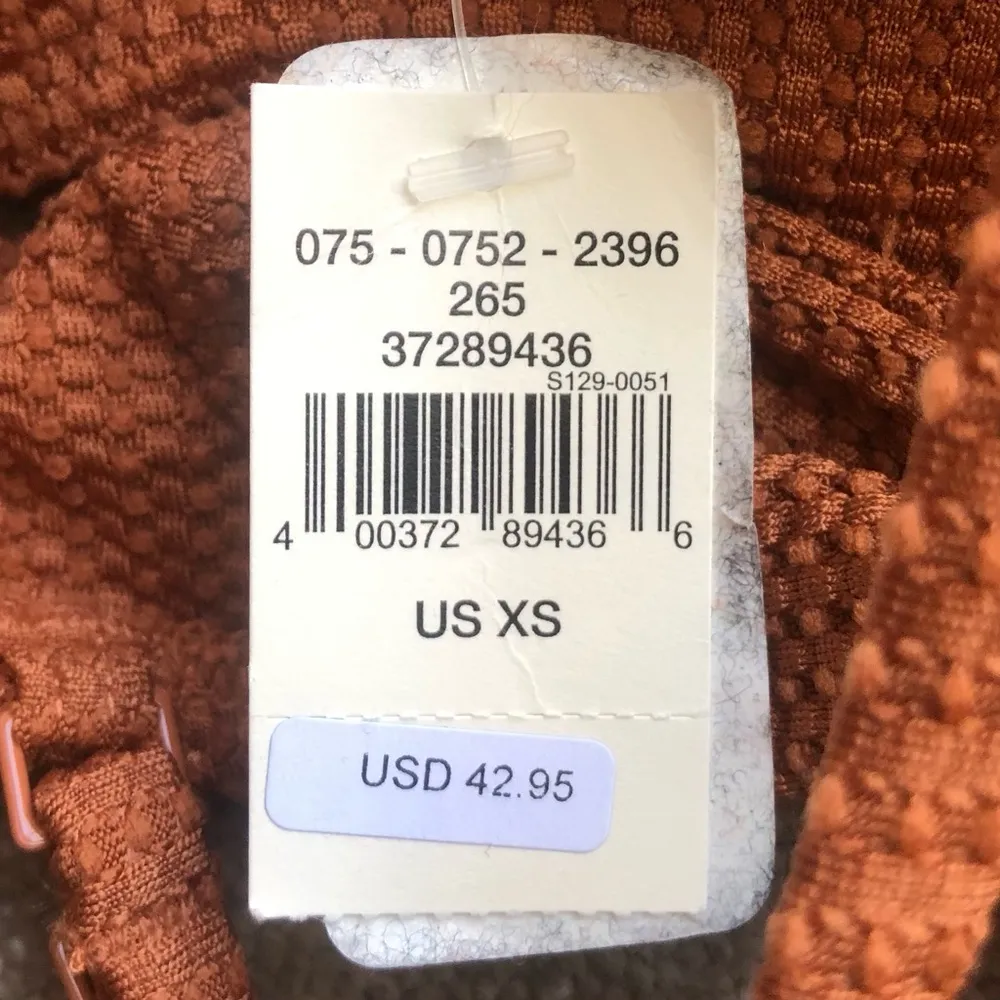 075 - 0752 - 2396
265
37289436
S129-0051
4 00372 89436 6
US XS
USD 42.95